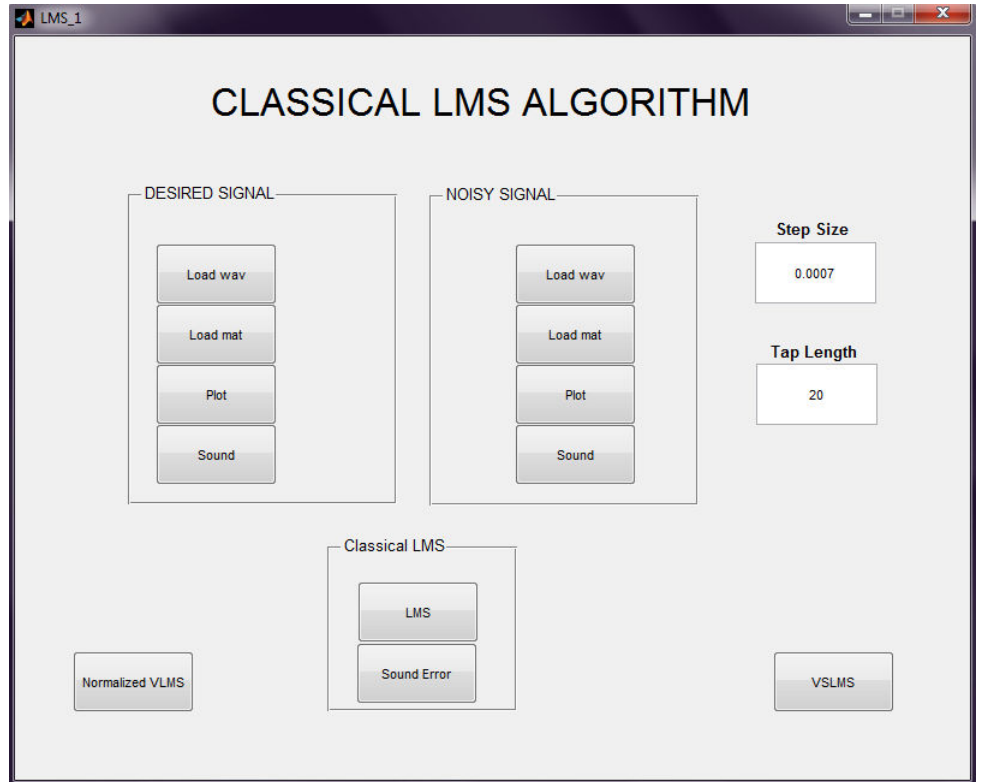 LMS_1
CLASSICAL LMS ALGORITHM
DESIRED SIGNAL
Load wav
Load mat
Plot
Sound
NOISY SIGNAL
Load wav
Load mat
Plot
Sound
Step Size
0.0007
Tap Length
20
Classical LMS
LMS
Sound Error
Normalized VLMS
VSLMS